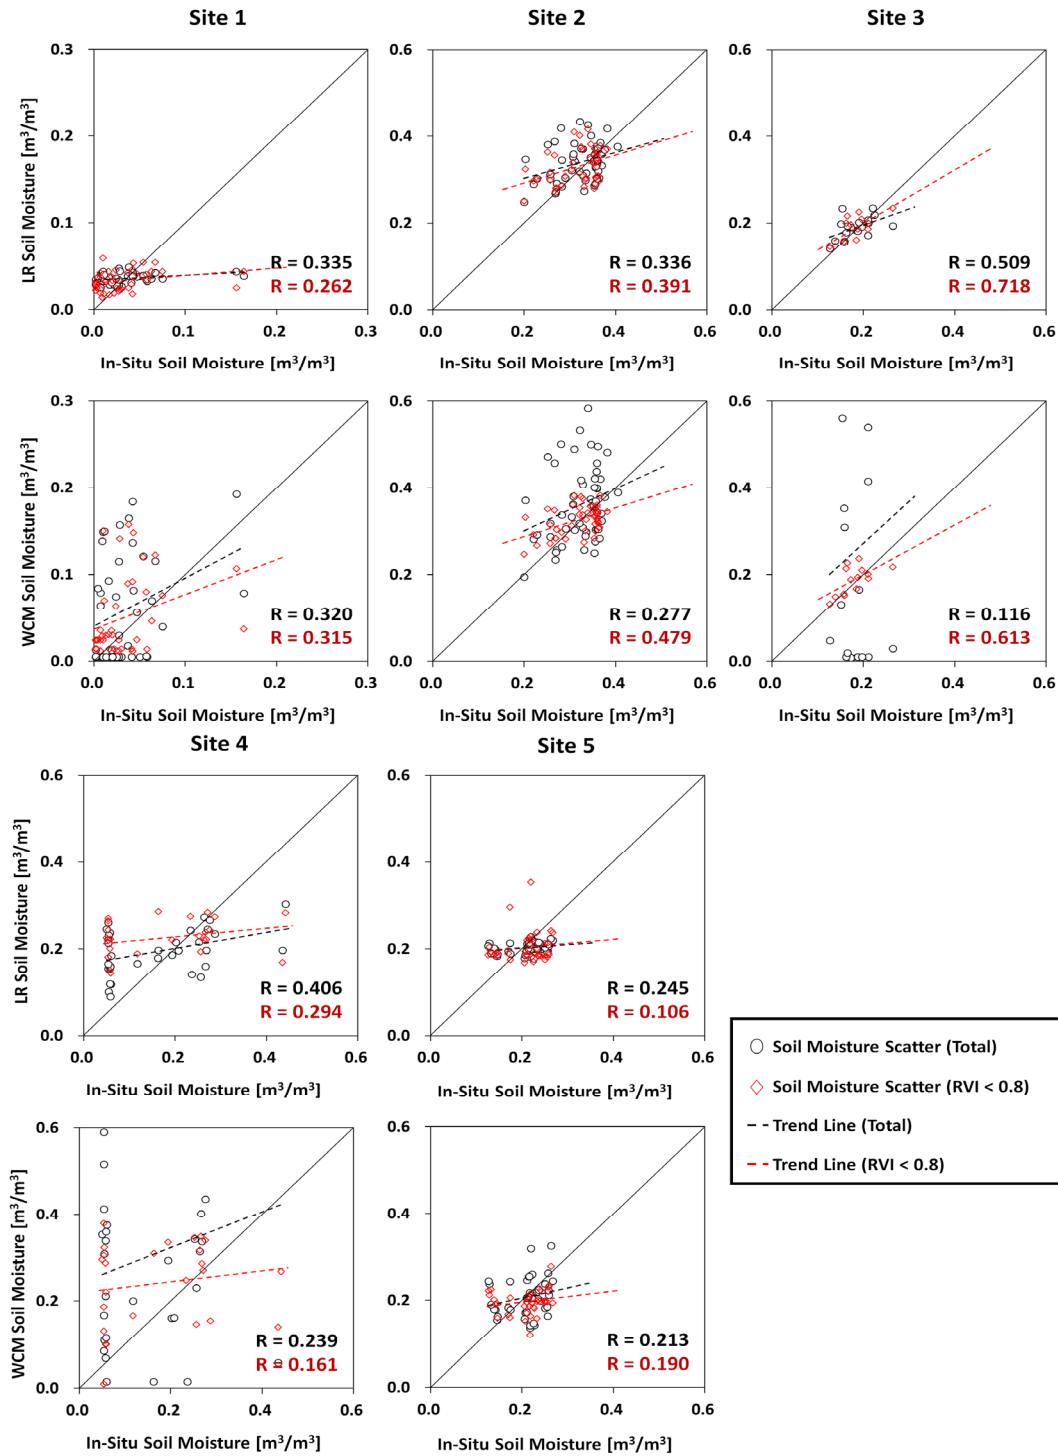 Site 1
Site 2
Site 3
LR Soil Moisture [m³/m³]
0.3
0.2
0.1
0.0
R = 0.335
R = 0.262
0.0 0.1 0.2 0.3
In-Situ Soil Moisture [m³/m³]
0.6
0.4
0.2
0.0
R = 0.336
R = 0.391
0.0 0.2 0.4 0.6
In-Situ Soil Moisture [m³/m³]
0.6
0.4
0.2
0.0
R = 0.509
R = 0.718
0.0 0.2 0.4 0.6
In-Situ Soil Moisture [m³/m³]
WCM Soil Moisture [m³/m³]
0.3
0.2
0.1
0.0
R = 0.320
R = 0.315
0.0 0.1 0.2 0.3
In-Situ Soil Moisture [m³/m³]
0.6
0.4
0.2
0.0
R = 0.277
R = 0.479
0.0 0.2 0.4 0.6
In-Situ Soil Moisture [m³/m³]
0.6
0.4
0.2
0.0
R = 0.116
R = 0.613
0.0 0.2 0.4 0.6
In-Situ Soil Moisture [m³/m³]
Site 4
Site 5
LR Soil Moisture [m³/m³]
0.6
0.4
0.2
0.0
R = 0.406
R = 0.294
0.0 0.2 0.4 0.6
In-Situ Soil Moisture [m³/m³]
0.6
0.4
0.2
0.0
R = 0.245
R = 0.106
0.0 0.2 0.4 0.6
In-Situ Soil Moisture [m³/m³]
Soil Moisture Scatter (Total)
Soil Moisture Scatter (RVI < 0.8)
Trend Line (Total)
Trend Line (RVI < 0.8)
WCM Soil Moisture [m³/m³]
0.6
0.4
0.2
0.0
R = 0.239
R = 0.161
0.0 0.2 0.4 0.6
In-Situ Soil Moisture [m³/m³]
0.6
0.4
0.2
0.0
R = 0.213
R = 0.190
0.0 0.2 0.4 0.6
In-Situ Soil Moisture [m³/m³]